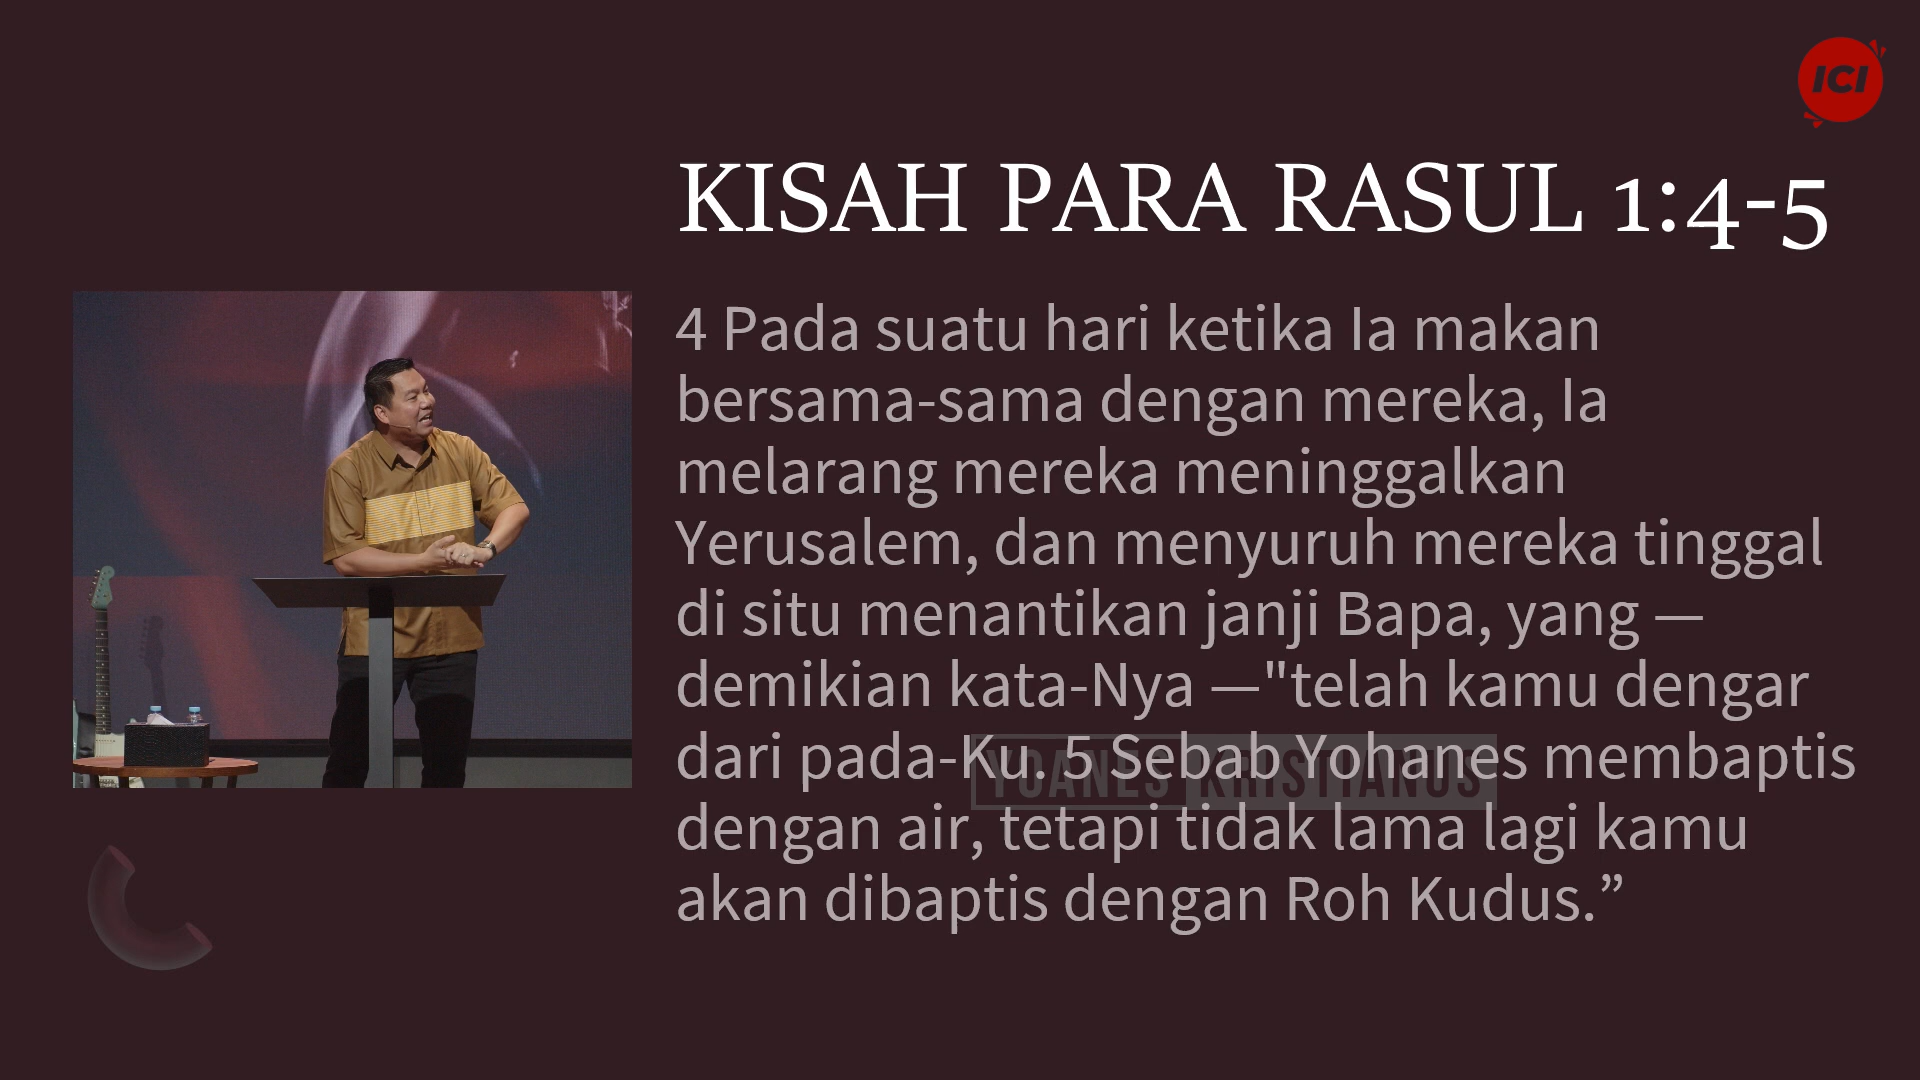 ICI
KISAH PARA RASUL 1:4-5
4 Pada suatu hari ketika Ia makan
bersama-sama dengan mereka, Ia
melarang mereka meninggalkan
Yerusalem, dan menyuruh mereka tinggal
di situ menantikan janji Bapa, yang —
demikian kata-Nya —"telah kamu dengar
dari pada-Ku. 5 Sebab Yohanes membaptis
YOANES KRISTIANUS
dengan air, tetapi tidak lama lagi kamu
akan dibaptis dengan Roh Kudus.”